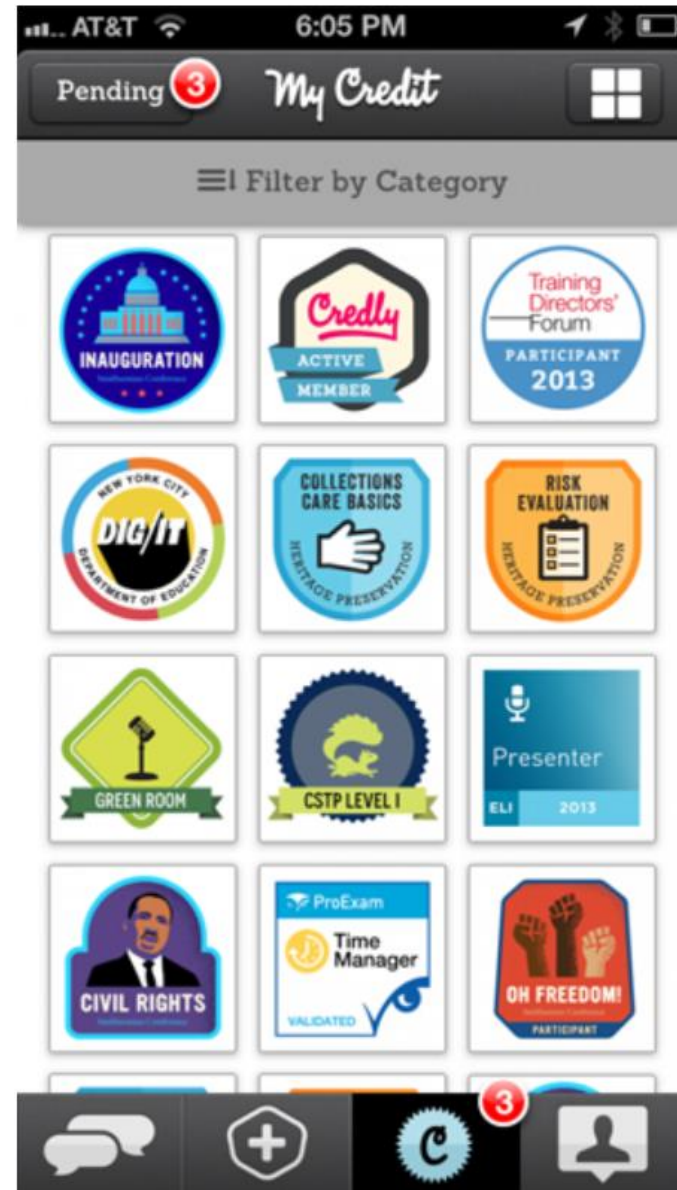 AT&T 6:05 PM
Pending 3 My Credit
Filter by Category
INAUGURATION
Credly
ACTIVE
MEMBER
Training
Directors'
Forum
PARTICIPANT
2013
NEW YORK CITY
DIG/IT
DEPARTMENT OF EDUCATION
COLLECTIONS
CARE BASICS
HERITAGE PRESERVATION
RISK
EVALUATION
HERITAGE PRESERVATION
GREEN ROOM
CSTP LEVEL I
Presenter
ELI 2013
CIVIL RIGHTS
ProExam
Time
Manager
VALIDATED
OH FREEDOM!
PARTICIPANT
C 3